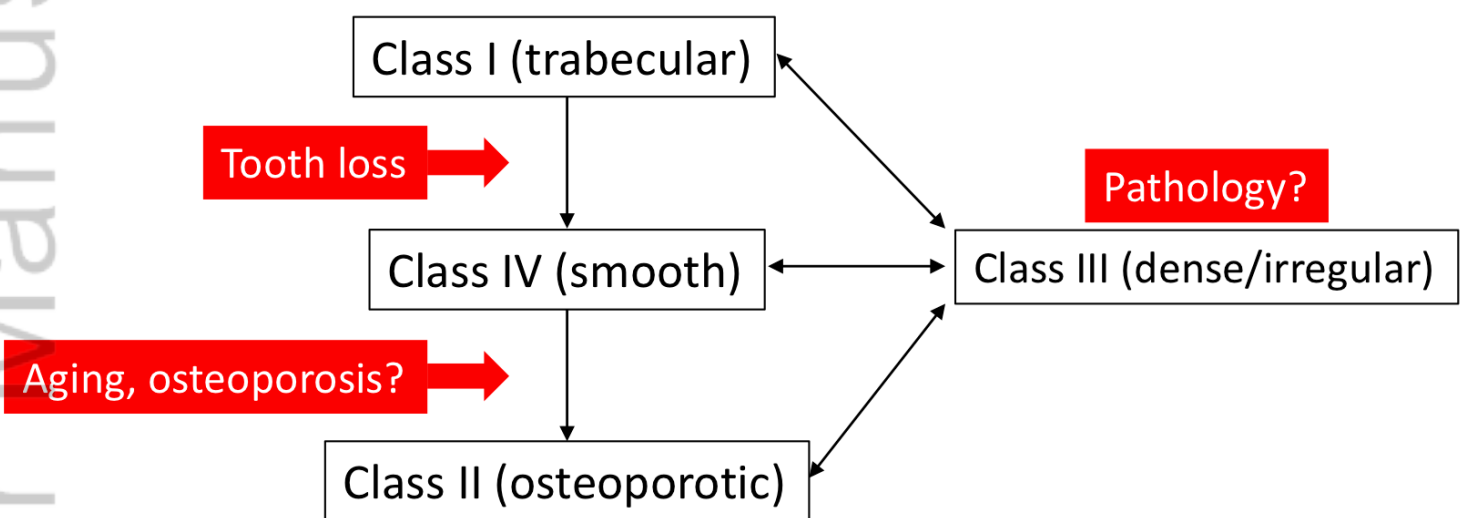 Class I (trabecular)
Tooth loss
Pathology?
Class IV (smooth)
Class III (dense/irregular)
Aging, osteoporosis?
Class II (osteoporotic)